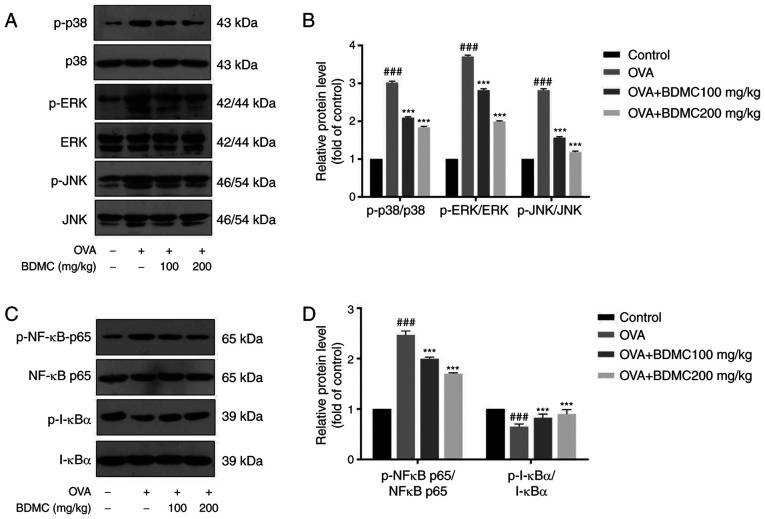 A
p-p38 43 kDa
p38 43 kDa
p-ERK 42/44 kDa
ERK 42/44 kDa
p-JNK 46/54 kDa
JNK 46/54 kDa
OVA – + + +
BDMC (mg/kg) – – 100 200
B
Relative protein level
(fold of control)
4
3
2
1
0
###
***
***
###
***
***
###
***
***
p-p38/p38 p-ERK/ERK p-JNK/JNK
Control
OVA
OVA+BDMC100 mg/kg
OVA+BDMC200 mg/kg
C
p-NF-κB-p65 65 kDa
NF-κB p65 65 kDa
p-I-κBα 39 kDa
I-κBα 39 kDa
OVA – + + +
BDMC (mg/kg) – – 100 200
D
Relative protein level
(fold of control)
3
2
1
0
###
***
***
###
***
***
p-NFκB p65/
NFκB p65
p-I-κBα/
I-κBα
Control
OVA
OVA+BDMC100 mg/kg
OVA+BDMC200 mg/kg